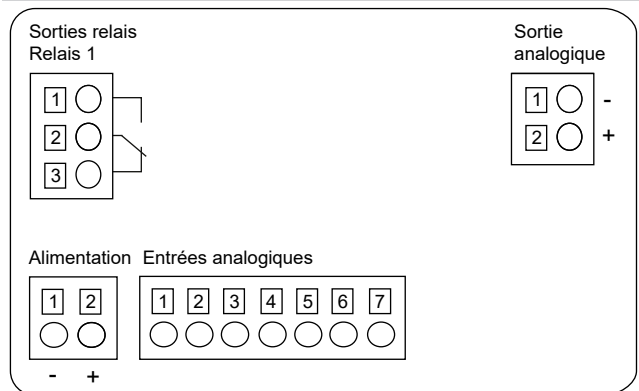 Sorties relais
Relais 1
1
2
3
Sortie
analogique
1 -
2 +
Alimentation
1 2
- +
Entrées analogiques
1 2 3 4 5 6 7